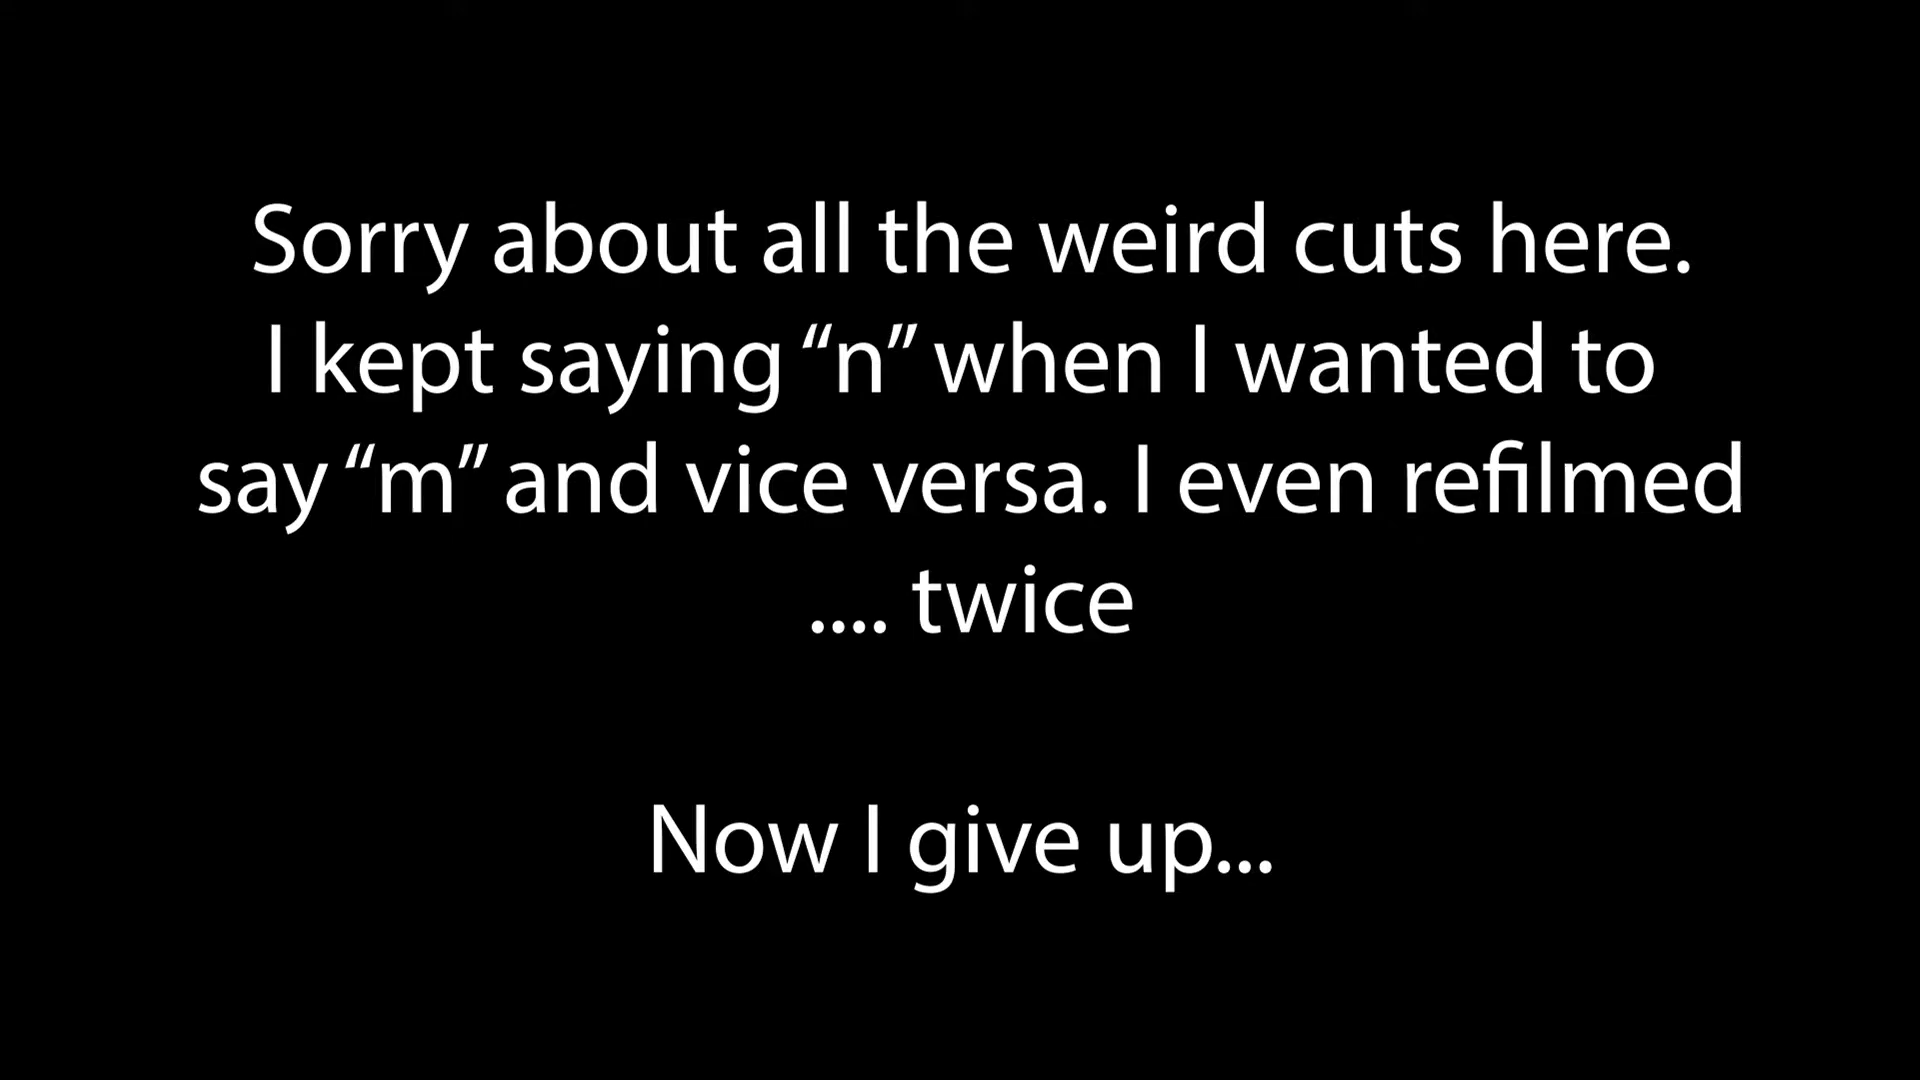 Sorry about all the weird cuts here.
I kept saying “n” when I wanted to
say “m” and vice versa. I even refilmed
.... twice
Now I give up...